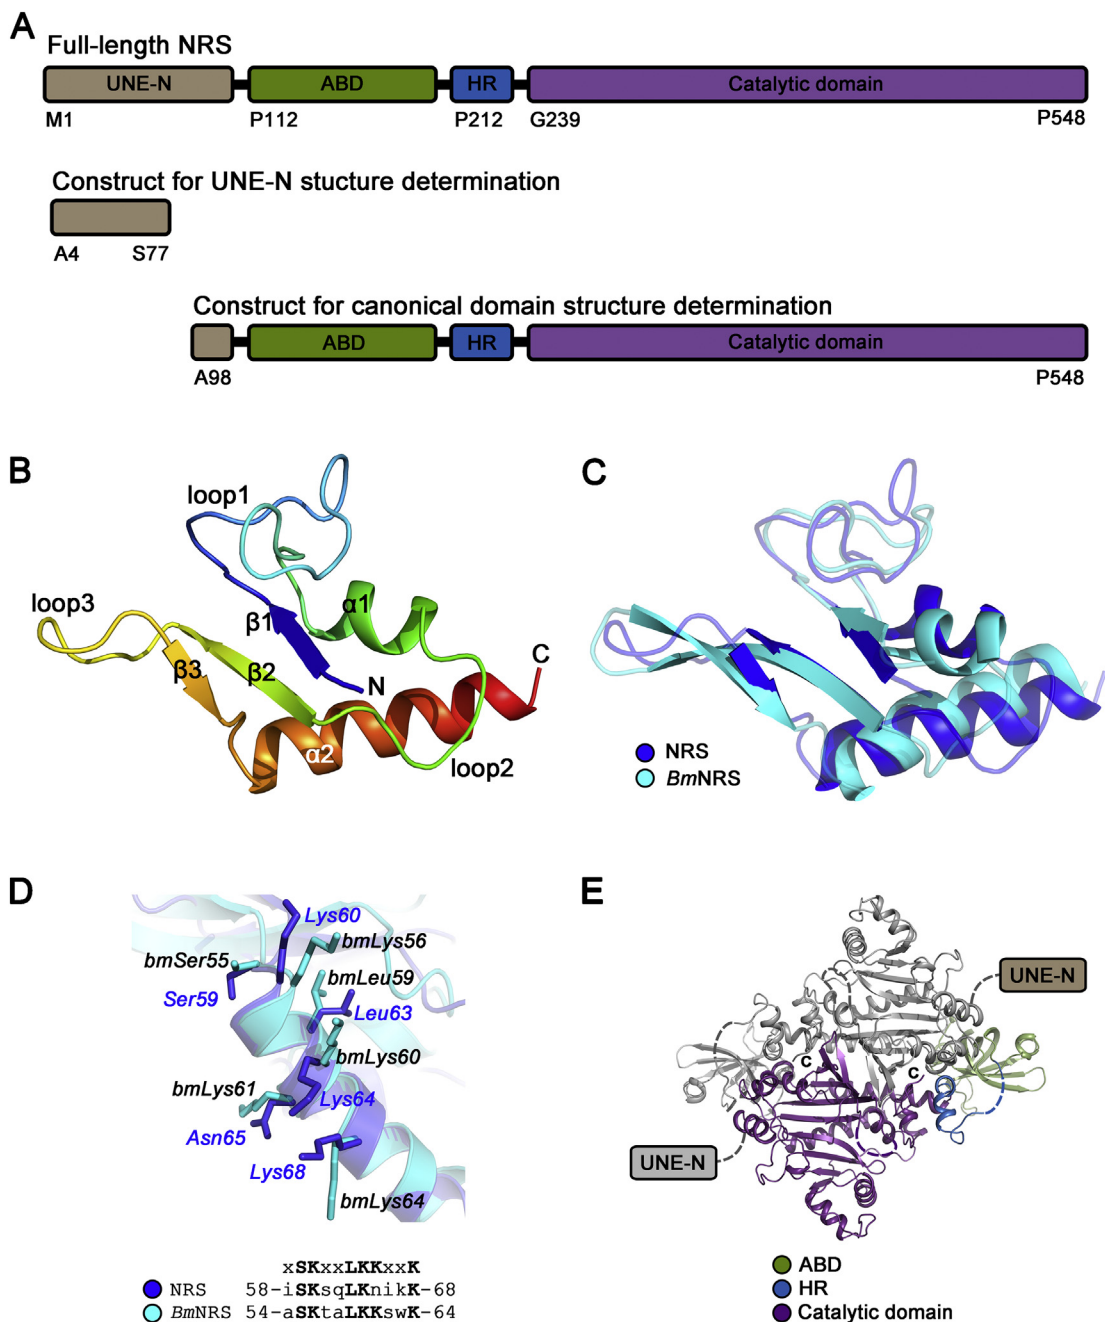 A
Full-length NRS
UNE-N ABD HR Catalytic domain
M1 P112 P212 G239 P548
Construct for UNE-N stucture determination
A4 S77
Construct for canonical domain structure determination
ABD HR Catalytic domain
A98 P548
B
loop1
loop3
α1
β1
β3
β2
N
C
α2
loop2
C
NRS
BmNRS
D
Lys60
bmLys56
bmSer55
bmLeu59
Ser59
Leu63
bmLys60
bmLys61
Lys64
Asn65
Lys68
bmLys64
xSKxxLKKxxK
NRS 58-iSKsqLKnikK-68
BmNRS 54-aSKtaLKKswK-64
E
UNE-N
C
C
UNE-N
ABD
HR
Catalytic domain